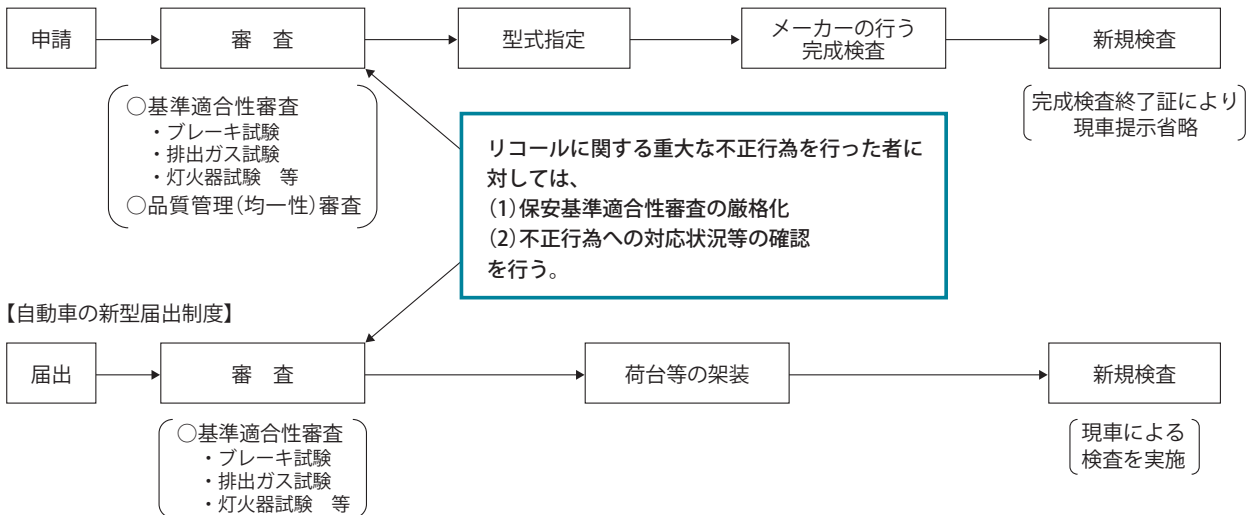 申請
審　査
型式指定
メーカーの行う
完成検査
新規検査
○基準適合性審査
・ブレーキ試験
・排出ガス試験
・灯火器試験　等
○品質管理(均一性)審査
完成検査終了証により
現車提示省略
リコールに関する重大な不正行為を行った者に
対しては、
(1)保安基準適合性審査の厳格化
(2)不正行為への対応状況等の確認
を行う。
【自動車の新型届出制度】
届出
審　査
荷台等の架装
新規検査
○基準適合性審査
・ブレーキ試験
・排出ガス試験
・灯火器試験　等
現車による
検査を実施